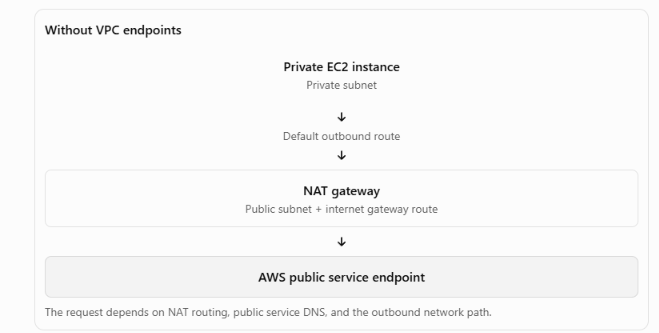 Without VPC endpoints
Private EC2 instance
Private subnet
↓
Default outbound route
↓
NAT gateway
Public subnet + internet gateway route
↓
AWS public service endpoint
The request depends on NAT routing, public service DNS, and the outbound network path.